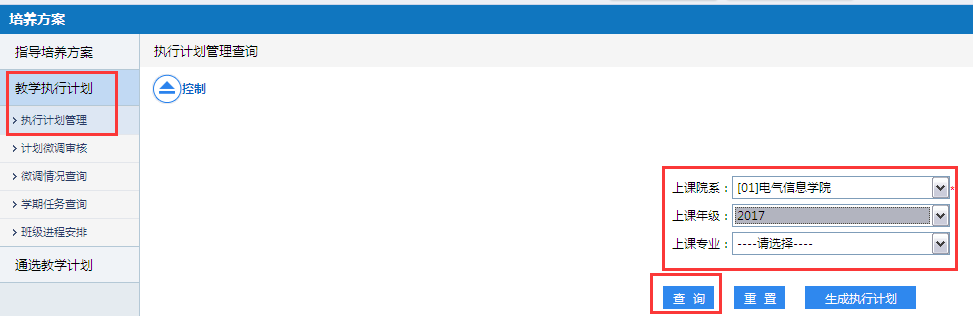 培养方案
指导培养方案
执行计划管理查询
教学执行计划
控制
执行计划管理
计划微调审核
微调情况查询
学期任务查询
班级进程安排
通选教学计划
上课院系：[01]电气信息学院*
上课年级：2017
上课专业：----请选择----
查 询 重 置 生成执行计划